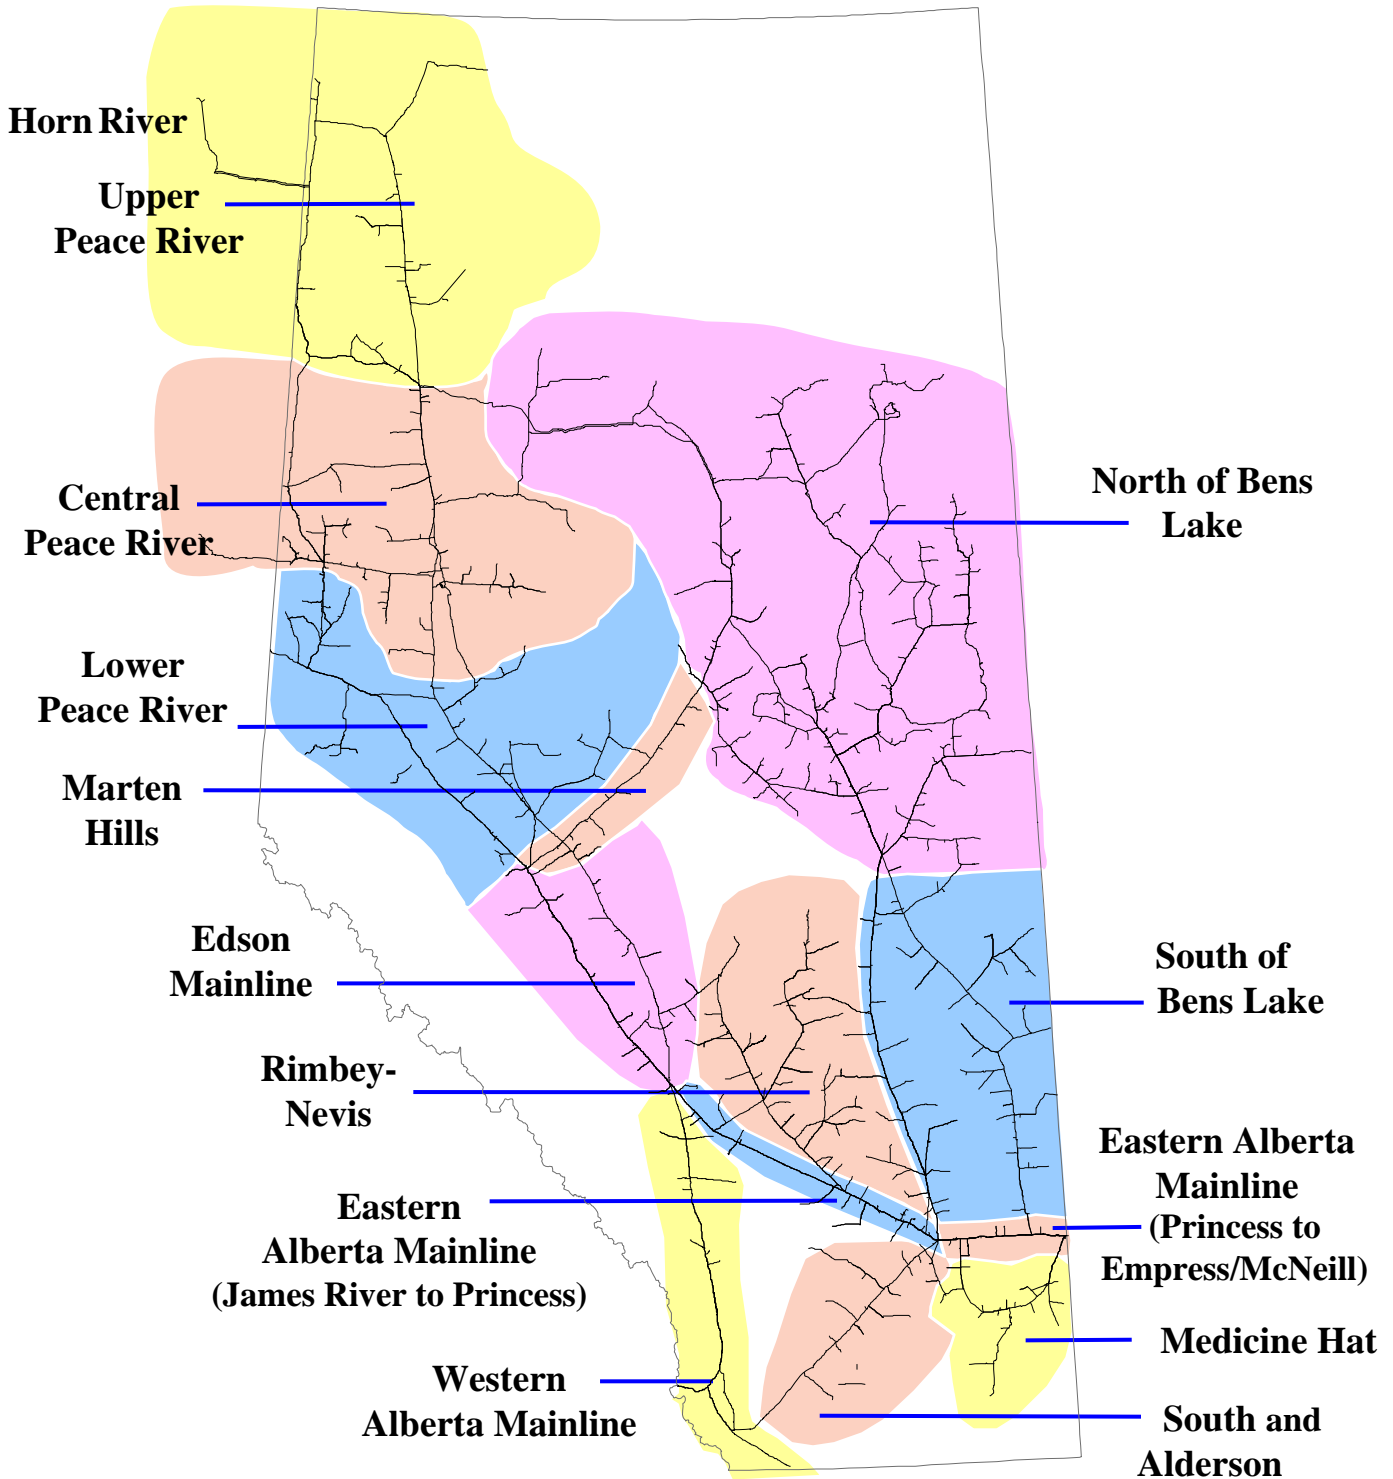 Horn River
Upper
Peace River
Central
Peace River
North of Bens
Lake
Lower
Peace River
Marten
Hills
Edson
Mainline
South of
Bens Lake
Rimbey-
Nevis
Eastern Alberta
Mainline
(Princess to
Empress/McNeill)
Eastern
Alberta Mainline
(James River to Princess)
Medicine Hat
Western
Alberta Mainline
South and
Alderson